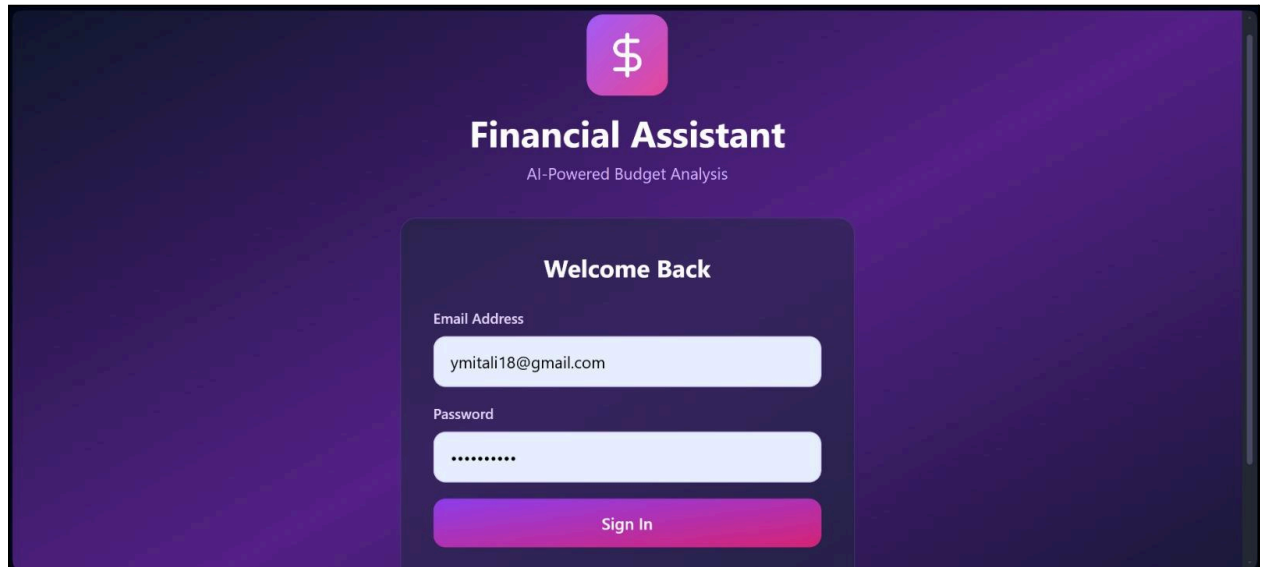 $
Financial Assistant
AI-Powered Budget Analysis
Welcome Back
Email Address
ymitali18@gmail.com
Password
••••••••••
Sign In